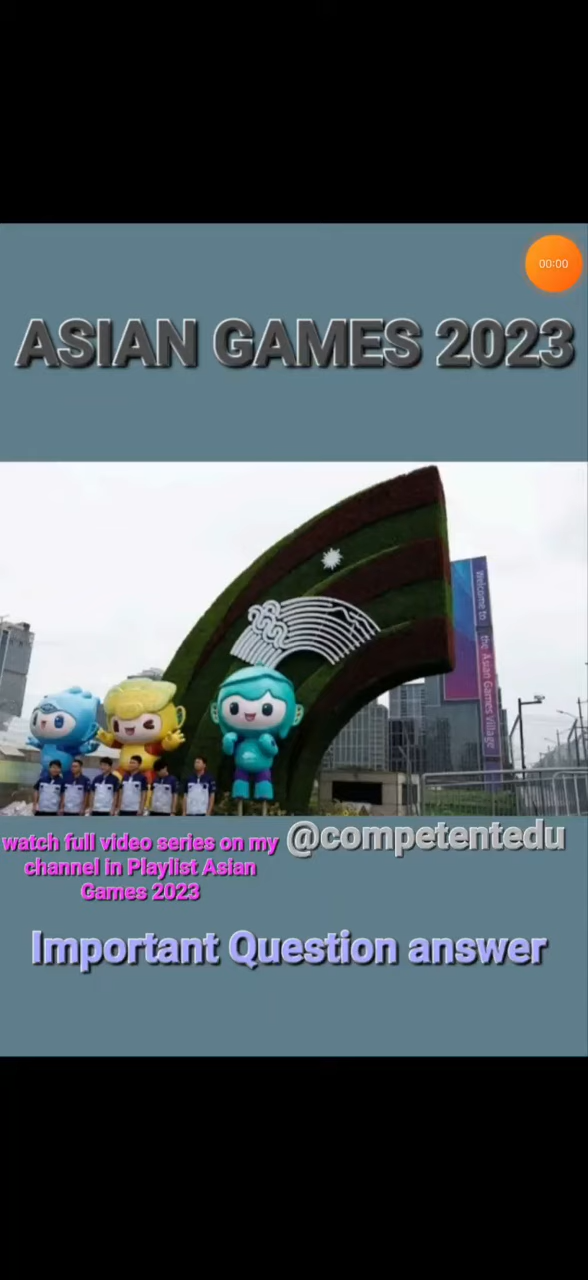 00:00
ASIAN GAMES 2023
Welcome to the Asian Games Village
watch full video series on my
channel in Playlist Asian
Games 2023
@competentedu
Important Question answer